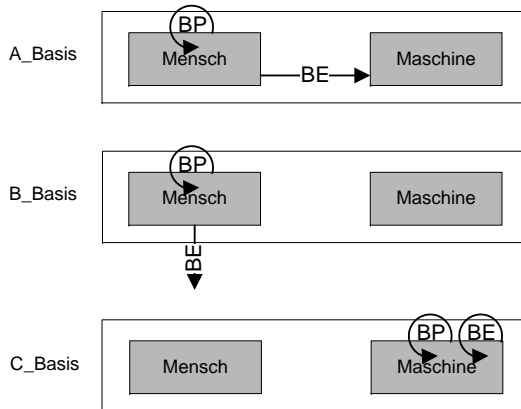 BP
A_Basis
Mensch
BE
Maschine
BP
B_Basis
Mensch
Maschine
BE
BP
BE
C_Basis
Mensch
Maschine